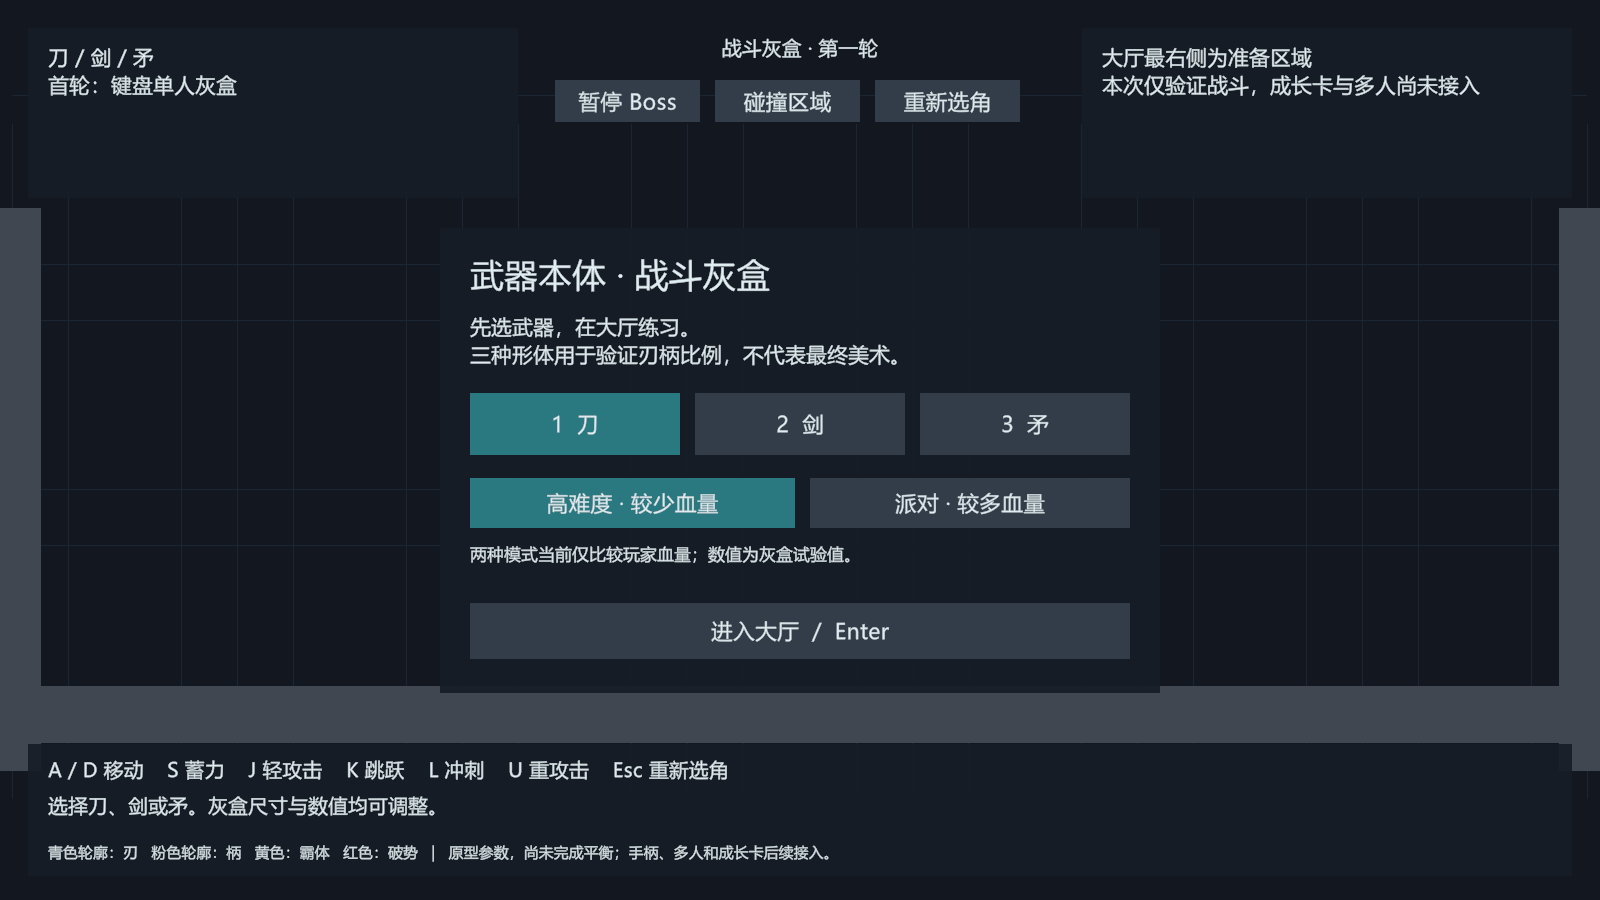 刀 / 剑 / 矛
首轮：键盘单人灰盒
战斗灰盒 · 第一轮
暂停 Boss
碰撞区域
重新选角
大厅最右侧为准备区域
本次仅验证战斗，成长卡与多人尚未接入
武器本体 · 战斗灰盒
先选武器，在大厅练习。
三种形体用于验证刃柄比例，不代表最终美术。
1 刀
2 剑
3 矛
高难度 · 较少血量
派对 · 较多血量
两种模式当前仅比较玩家血量；数值为灰盒试验值。
进入大厅 / Enter
A / D 移动 S 蓄力 J 轻攻击 K 跳跃 L 冲刺 U 重攻击 Esc 重新选角
选择刀、剑或矛。灰盒尺寸与数值均可调整。
青色轮廓：刃 粉色轮廓：柄 黄色：霸体 红色：破势 | 原型参数，尚未完成平衡；手柄、多人和成长卡后续接入。